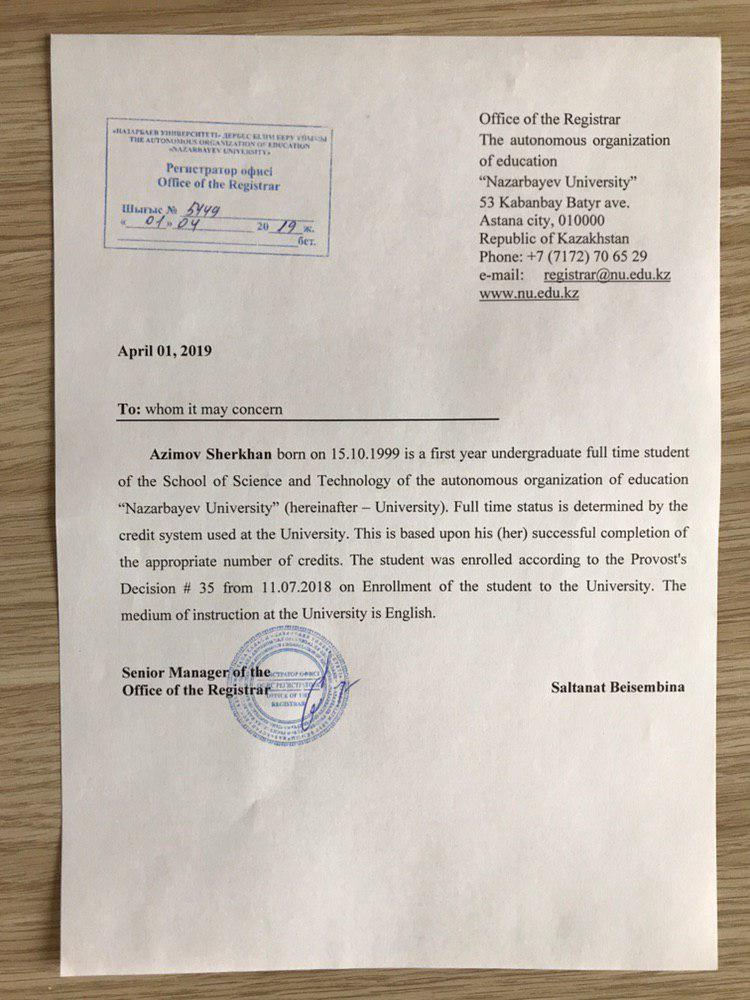 «НАЗАРБАЕВ УНИВЕРСИТЕТІ» ДЕРБЕС БІЛІМ БЕРУ ҰЙЫМЫ
THE AUTONOMOUS ORGANIZATION OF EDUCATION
«NAZARBAYEV UNIVERSITY»
Регистратор офисі
Office of the Registrar
Шығыс № 5449
«01» 04 2019 ж.
бет.
Office of the Registrar
The autonomous organization
of education
“Nazarbayev University”
53 Kabanbay Batyr ave.
Astana city, 010000
Republic of Kazakhstan
Phone: +7 (7172) 70 65 29
e-mail: registrar@nu.edu.kz
www.nu.edu.kz
April 01, 2019
To: whom it may concern
Azimov Sherkhan born on 15.10.1999 is a first year undergraduate full time student
of the School of Science and Technology of the autonomous organization of education
“Nazarbayev University” (hereinafter – University). Full time status is determined by the
credit system used at the University. This is based upon his (her) successful completion of
the appropriate number of credits. The student was enrolled according to the Provost's
Decision # 35 from 11.07.2018 on Enrollment of the student to the University. The
medium of instruction at the University is English.
Senior Manager of the
Office of the Registrar
Saltanat Beisembina
OFFICE OF THE
REGISTRAR